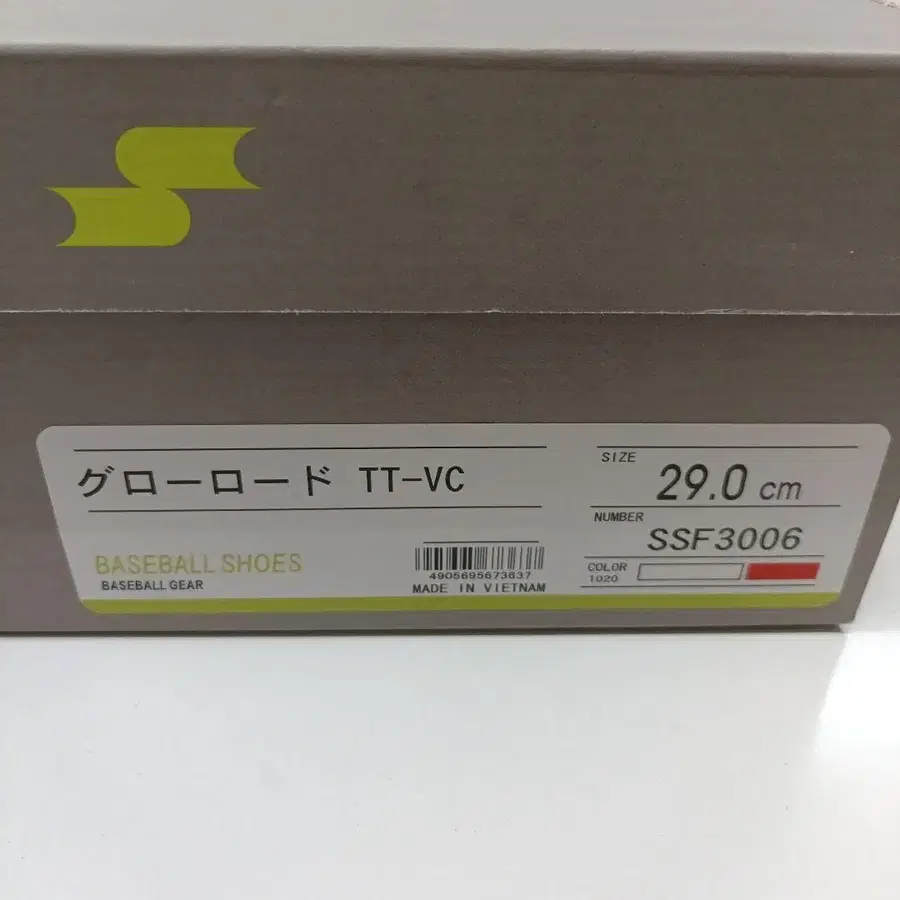 グローロード TT-VC
SIZE
29.0 cm
NUMBER
SSF3006
BASEBALL SHOES
BASEBALL GEAR
4905695673637
MADE IN VIETNAM
COLOR
1020